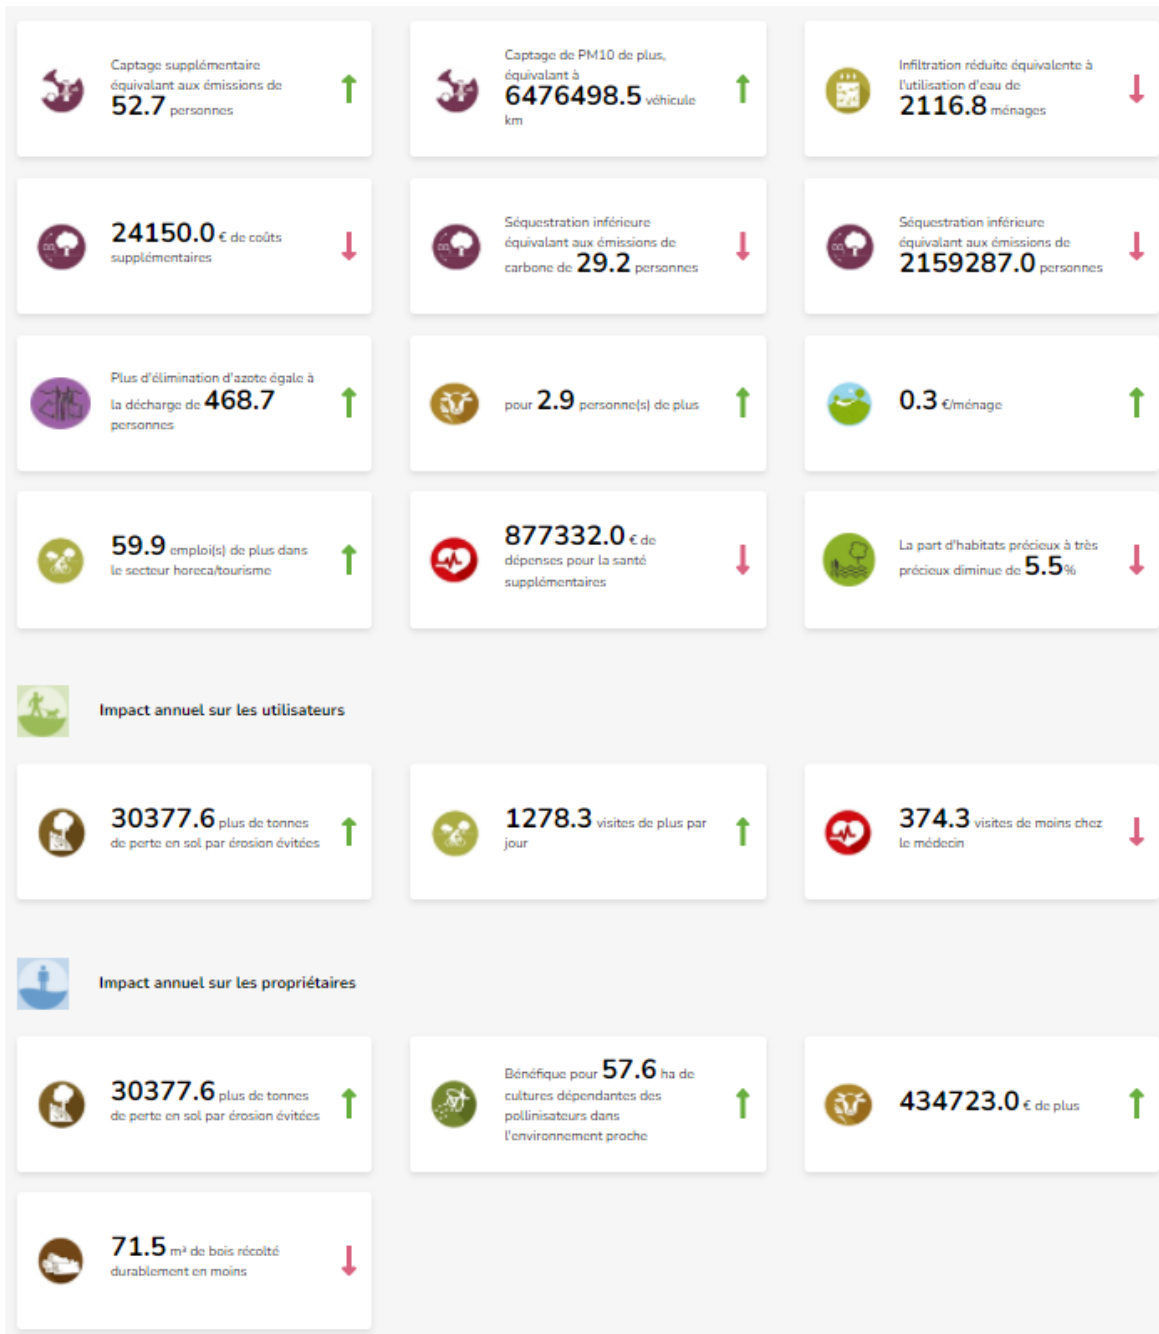 Captage supplémentaire
équivalant aux émissions de
52.7 personnes
Captage de PM10 de plus,
équivalant à
6476498.5 véhicule
km
Infiltration réduite équivalente à
l'utilisation d'eau de
2116.8 ménages
24150.0 € de coûts
supplémentaires
Séquestration inférieure
équivalant aux émissions de
carbone de 29.2 personnes
Séquestration inférieure
équivalant aux émissions de
2159287.0 personnes
Plus d'élimination d'azote égale à
la décharge de 468.7
personnes
pour 2.9 personne(s) de plus
0.3 €/ménage
59.9 emploi(s) de plus dans
le secteur horeca/tourisme
877332.0 € de
dépenses pour la santé
supplémentaires
La part d'habitats précieux à très
précieux diminue de 5.5%
Impact annuel sur les utilisateurs
30377.6 plus de tonnes
de perte en sol par érosion évitées
1278.3 visites de plus par
jour
374.3 visites de moins chez
le médecin
Impact annuel sur les propriétaires
30377.6 plus de tonnes
de perte en sol par érosion évitées
Bénéfique pour 57.6 ha de
cultures dépendantes des
pollinisateurs dans
l'environnement proche
434723.0 € de plus
71.5 m³ de bois récolté
durablement en moins